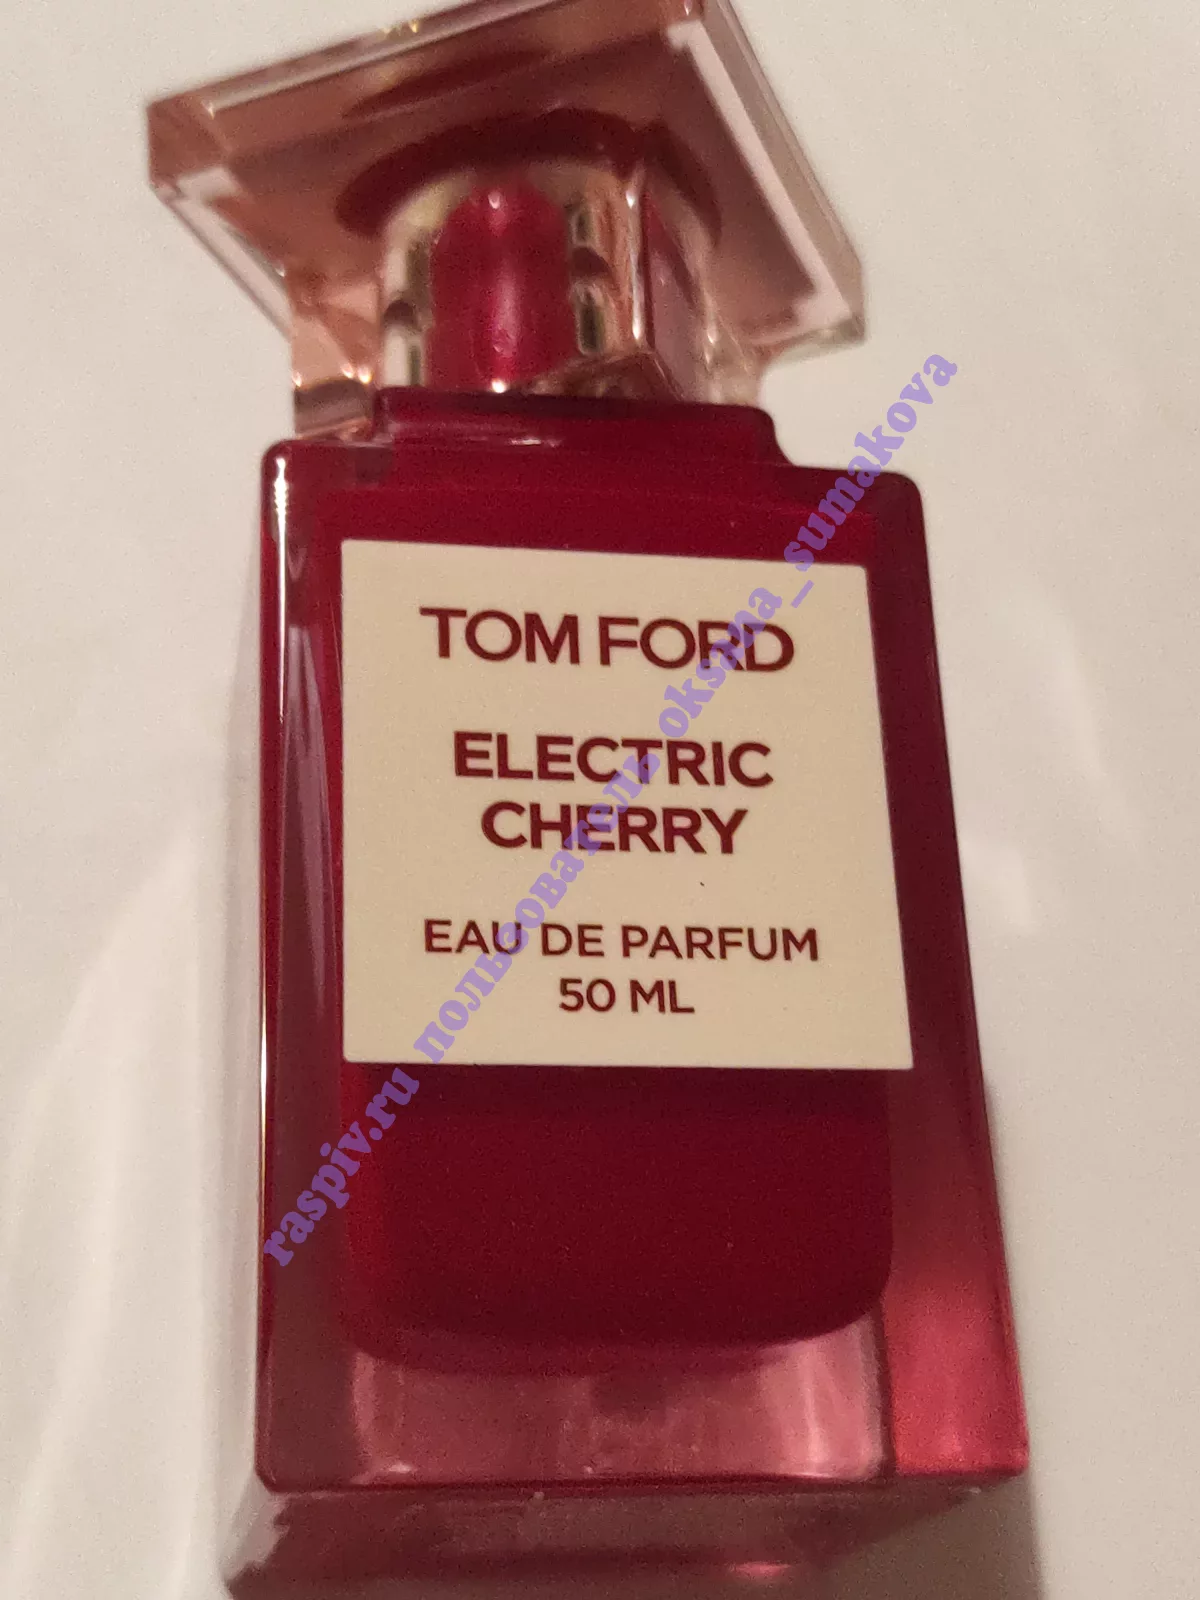 TOM FORD
ELECTRIC
CHERRY
EAU DE PARFUM
50 ML
raspiv.ru пользователь oksana_sumakova